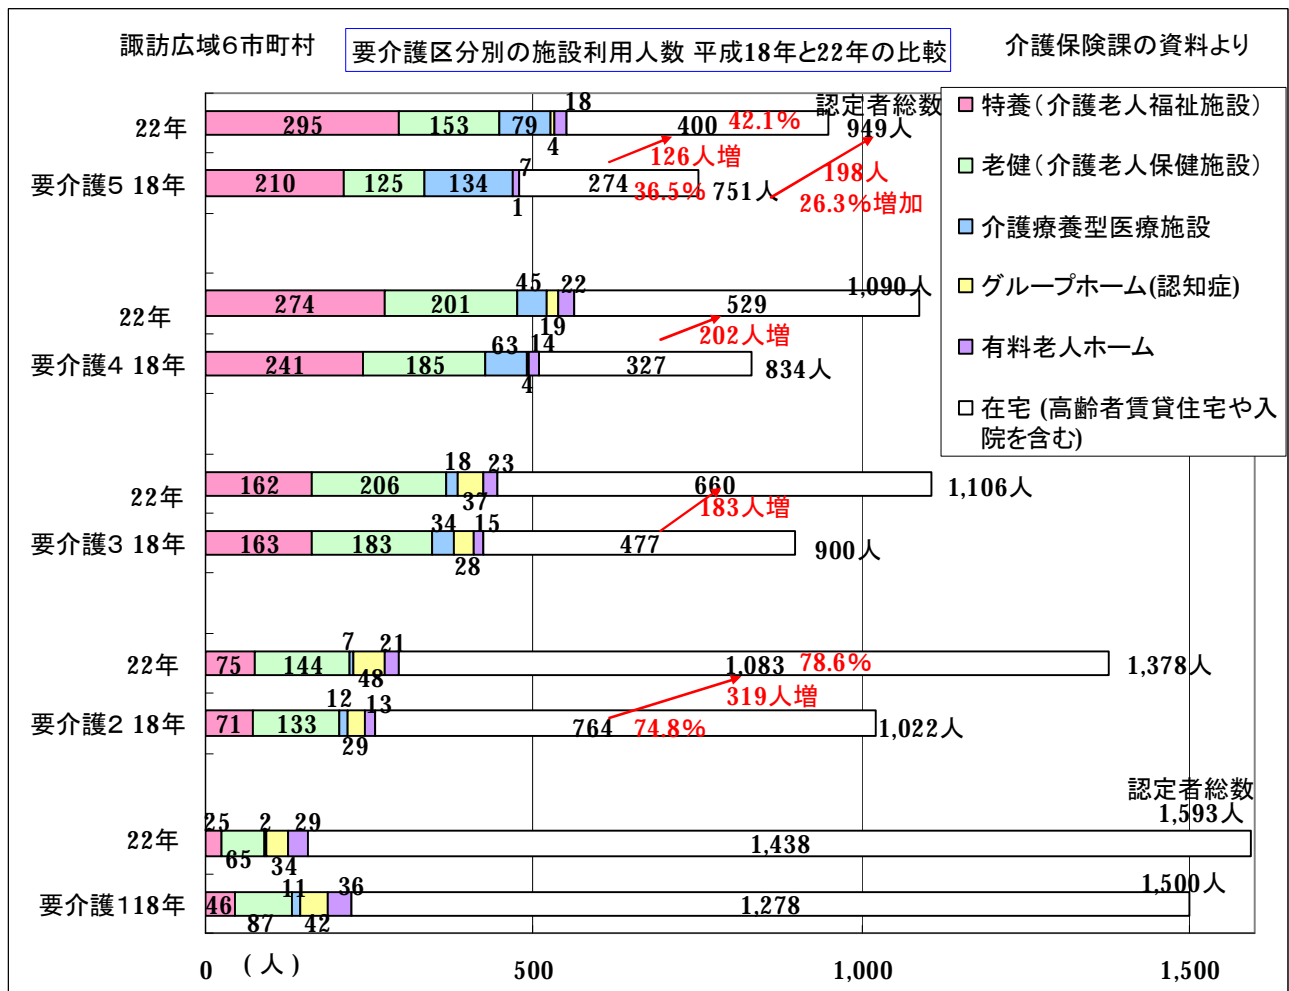 諏訪広域6市町村
要介護区分別の施設利用人数 平成18年と22年の比較
介護保険課の資料より
特養(介護老人福祉施設)
老健(介護老人保健施設)
介護療養型医療施設
グループホーム(認知症)
有料老人ホーム
在宅 (高齢者賃貸住宅や入
院を含む)
認定者総数
18
22年
295 153 79 400 42.1% 949人
4
126人増
7
198人
26.3%増加
要介護5 18年
210 125 134 274 36.5% 751人
1
45 22 1,090人
22年
274 201 529
19
202人増
63 14
要介護4 18年
241 185 327 834人
4
18 23
22年
162 206 660 1,106人
37
183人増
34 15
要介護3 18年
163 183 477 900人
28
7 21
22年
75 144 1,083 78.6% 1,378人
48
319人増
12 13
要介護2 18年
71 133 764 74.8% 1,022人
29
認定者総数
1,593人
25 2 29
22年
1,438
65 34
1,500人
11 36
要介護118年
46 1,278
87 42
0 (人) 500 1,000 1,500